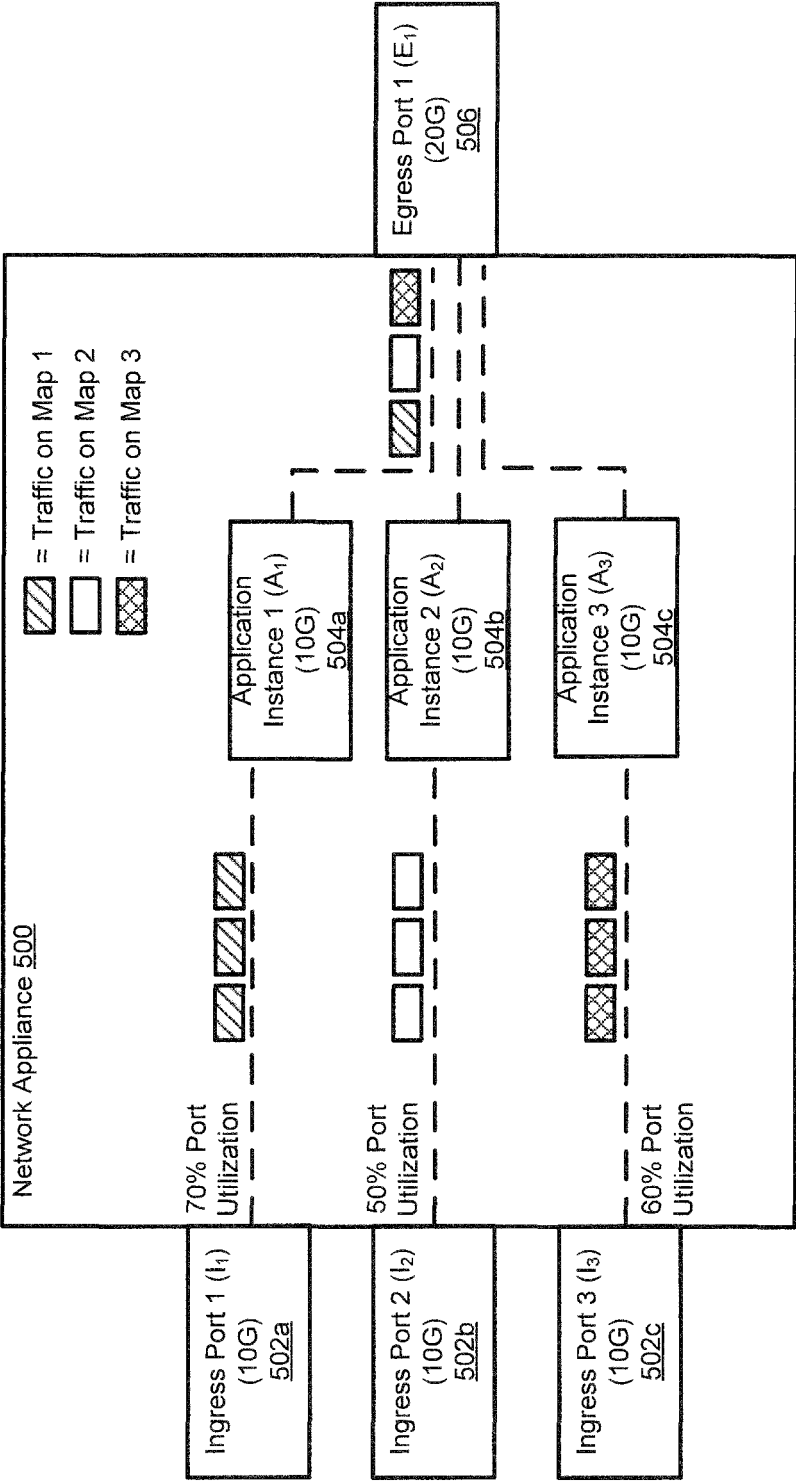 Network Appliance 500
= Traffic on Map 1
= Traffic on Map 2
= Traffic on Map 3
Ingress Port 1 (I₁)
(10G)
502a
70% Port
Utilization
Application
Instance 1 (A₁)
(10G)
504a
Ingress Port 2 (I₂)
(10G)
502b
50% Port
Utilization
Application
Instance 2 (A₂)
(10G)
504b
Egress Port 1 (E₁)
(20G)
506
Ingress Port 3 (I₃)
(10G)
502c
60% Port
Utilization
Application
Instance 3 (A₃)
(10G)
504c